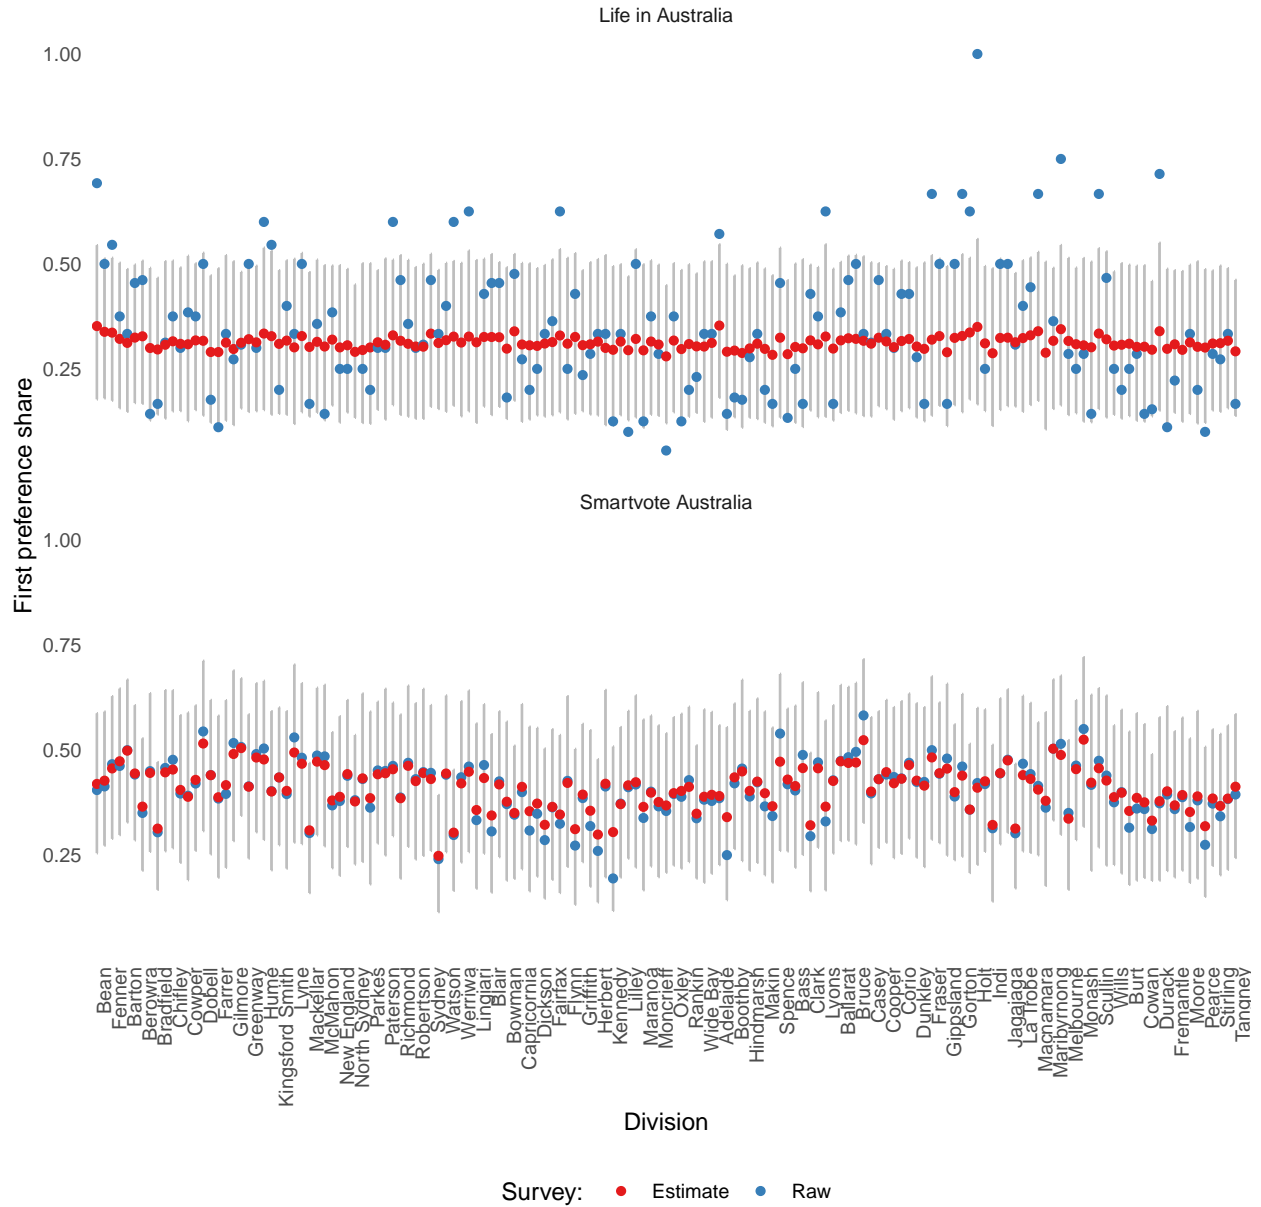 Life in Australia
1.00
0.75
0.50
0.25
Smartvote Australia
1.00
0.75
0.50
0.25
First preference share
Bean
Fenner
Barton
Berowra
Bradfield
Chifley
Cowper
Dobell
Farrer
Gilmore
Greenway
Hume
Kingsford Smith
Lyne
Mackellar
McMahon
New England
North Sydney
Parkes
Paterson
Richmond
Robertson
Sydney
Watson
Werriwa
Lingiari
Blair
Bowman
Capricornia
Dickson
Fairfax
Flynn
Griffith
Herbert
Kennedy
Lilley
Maranoa
Moncrieff
Oxley
Rankin
Wide Bay
Adelaide
Boothby
Hindmarsh
Makin
Spence
Bass
Clark
Lyons
Ballarat
Bruce
Casey
Cooper
Corio
Dunkley
Fraser
Gippsland
Gorton
Holt
Indi
Jagajaga
La Trobe
Macnamara
Maribyrnong
Melbourne
Monash
Scullin
Wills
Burt
Cowan
Durack
Fremantle
Moore
Pearce
Stirling
Tangney
Division
Survey: Estimate Raw